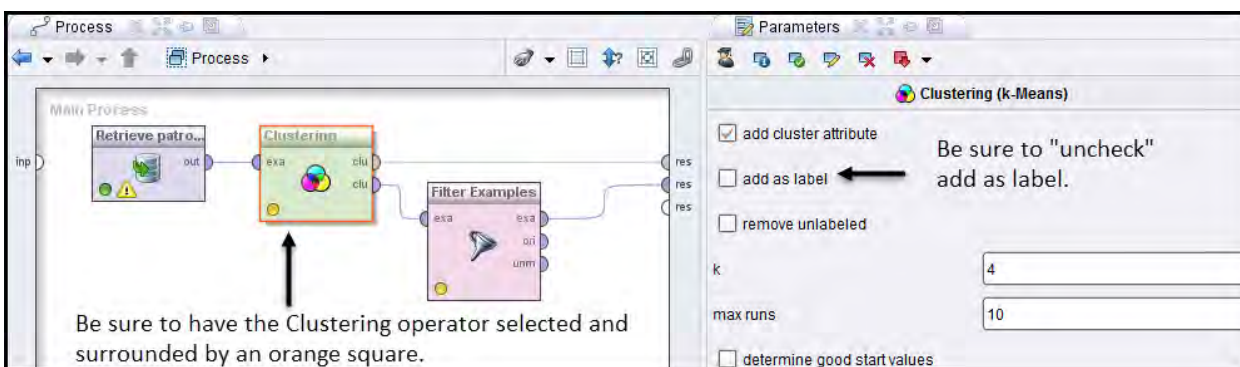 Process
Parameters
Process
Clustering (k-Means)
Main Process
Retrieve patro...
out
inp
Clustering
exa
clu
clu
Filter Examples
exa
exa
ori
unm
res
res
res
Be sure to have the Clustering operator selected and
surrounded by an orange square.
add cluster attribute
add as label
Be sure to "uncheck"
add as label.
remove unlabeled
k
4
max runs
10
determine good start values